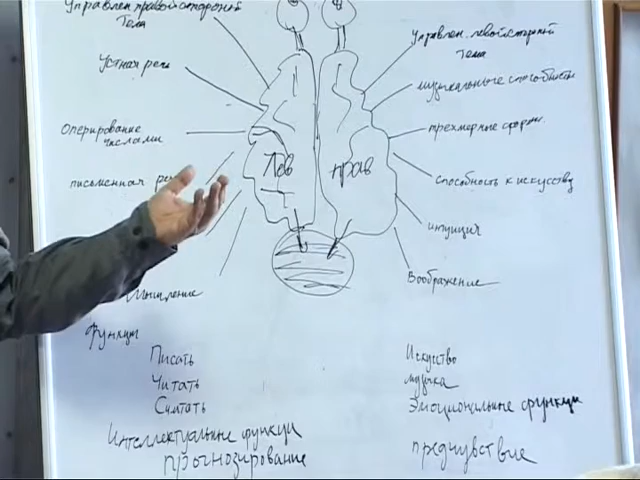 Управлен правой стороной
Тела
Устная речь
Оперирование
числами
письменная
Мышление
Лев
прав
Управлен. левой стороной
тела
музыкальные способности
трехмерные
способность к искусству
интуиция
Воображение
Функции
Писать
Читать
Считать
Интеллектуальные функции
прогнозирование
Искусство
музыка
Эмоциональные функции
предчувствие